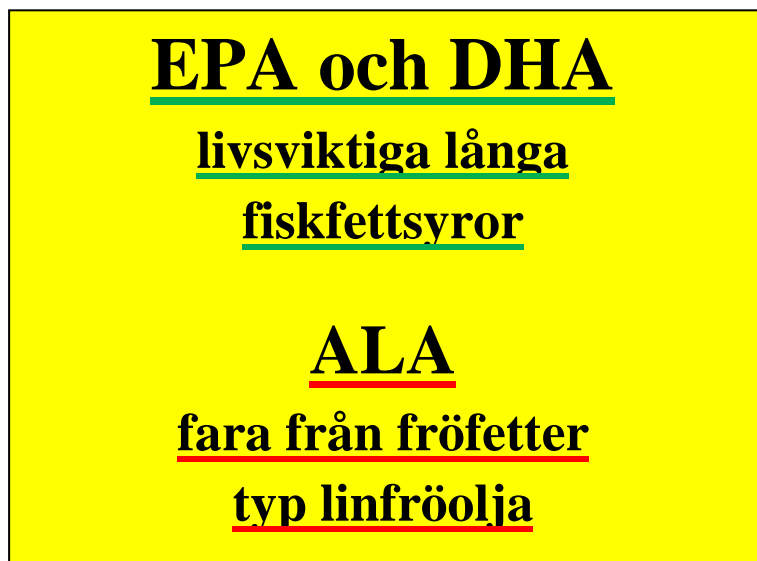 EPA och DHA
livsviktiga långa
fiskfettsyror
ALA
fara från fröfetter
typ linfröolja